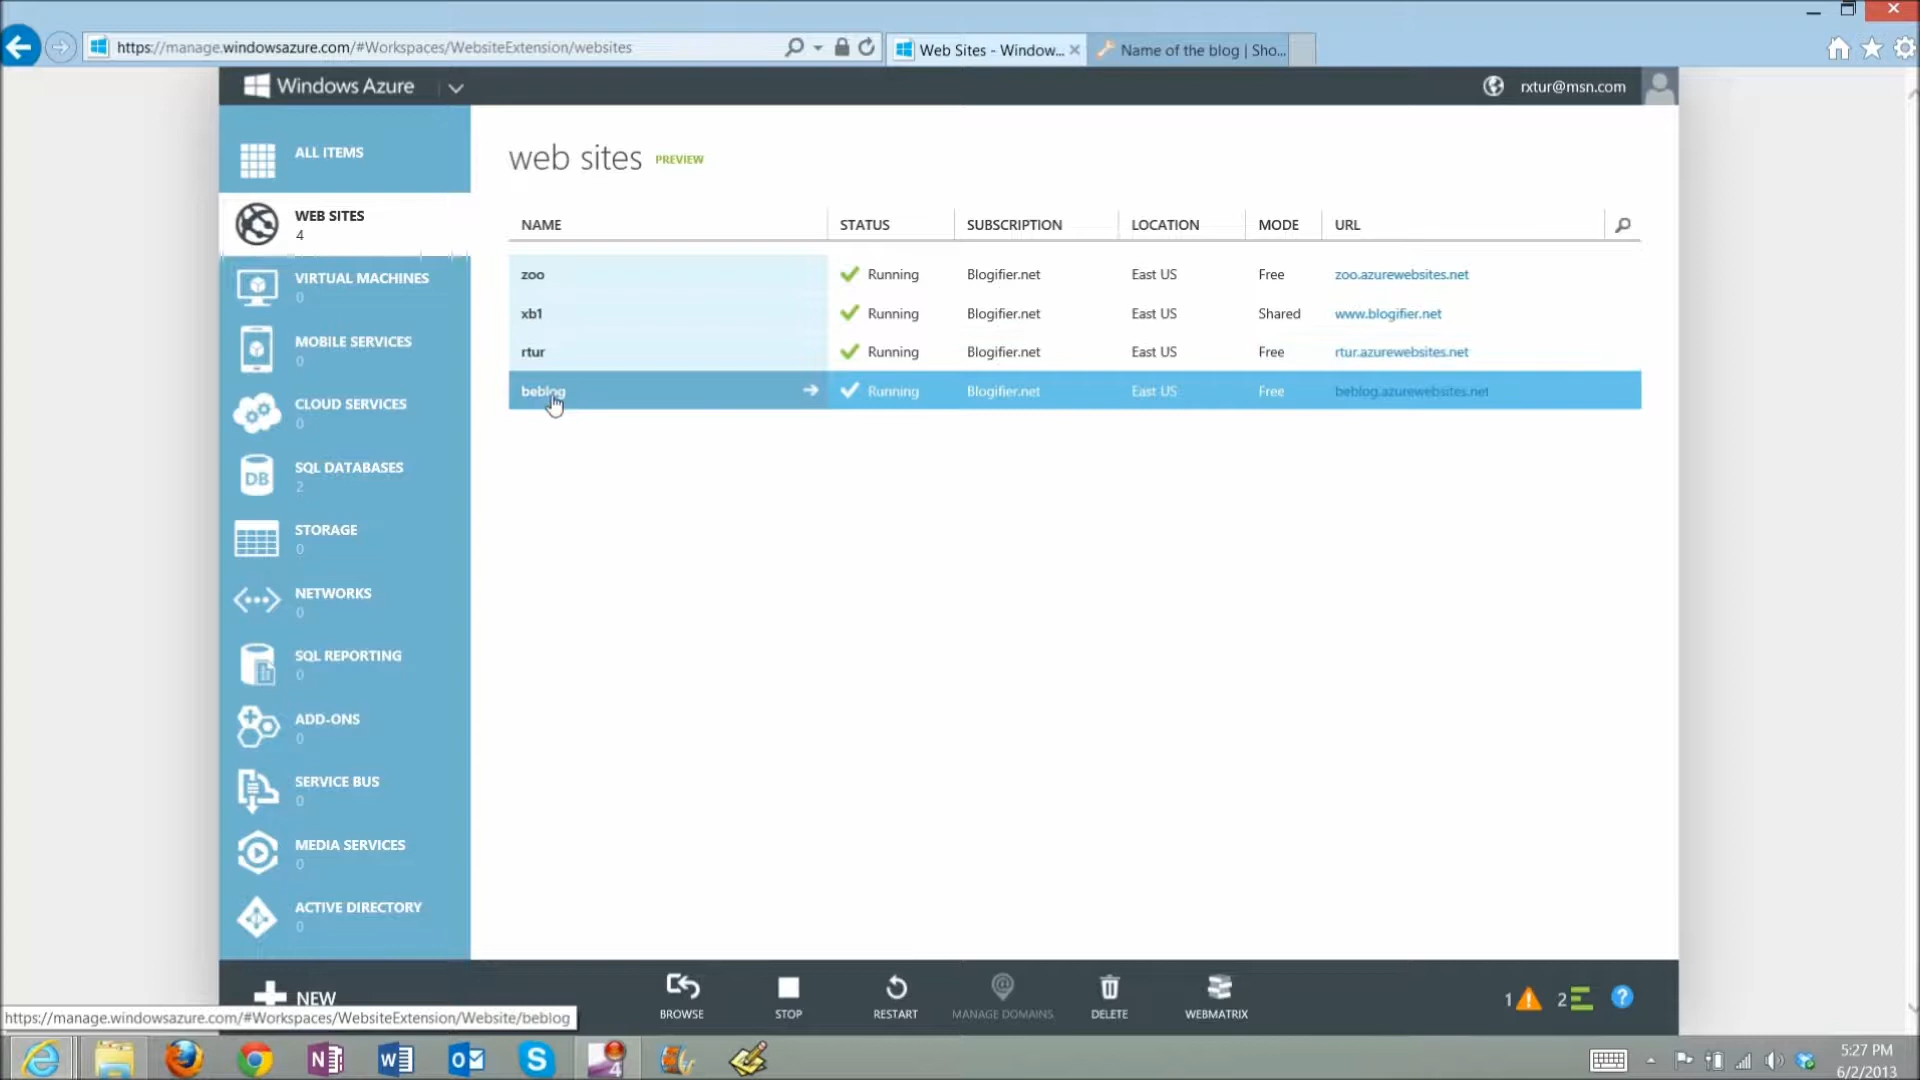 https://manage.windowsazure.com/#Workspaces/WebsiteExtension/websites
Web Sites - Window...
Name of the blog | Sho...
Windows Azure
rxtur@msn.com
ALL ITEMS
WEB SITES
4
VIRTUAL MACHINES
0
MOBILE SERVICES
0
CLOUD SERVICES
0
DB
SQL DATABASES
2
STORAGE
0
NETWORKS
0
SQL REPORTING
0
ADD-ONS
0
SERVICE BUS
0
MEDIA SERVICES
0
ACTIVE DIRECTORY
0
web sites PREVIEW
NAME STATUS SUBSCRIPTION LOCATION MODE URL
zoo Running Blogifier.net East US Free zoo.azurewebsites.net
xb1 Running Blogifier.net East US Shared www.blogifier.net
rtur Running Blogifier.net East US Free rtur.azurewebsites.net
beblog Running Blogifier.net East US Free beblog.azurewebsites.net
NEW
BROWSE
STOP
RESTART
MANAGE DOMAINS
DELETE
WEBMATRIX
1 2 ?
https://manage.windowsazure.com/#Workspaces/WebsiteExtension/Website/beblog
5:27 PM
6/2/2013